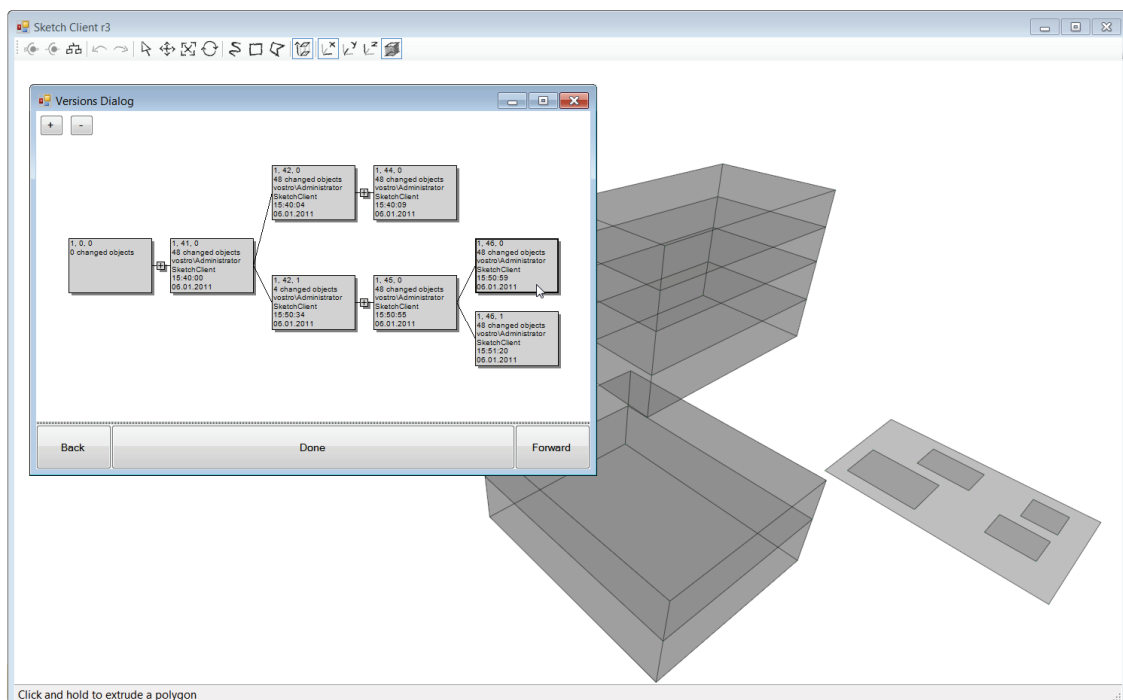 Sketch Client r3
x
y
z
Versions Dialog
+
-
1, 42, 0
48 changed objects
vostro\Administrator
SketchClient
15:40:04
06.01.2011
1, 44, 0
48 changed objects
vostro\Administrator
SketchClient
15:40:09
06.01.2011
1, 0, 0
0 changed objects
1, 41, 0
48 changed objects
vostro\Administrator
SketchClient
15:40:00
06.01.2011
1, 46, 0
48 changed objects
vostro\Administrator
SketchClient
15:50:59
06.01.2011
1, 42, 1
4 changed objects
vostro\Administrator
SketchClient
15:50:34
06.01.2011
1, 45, 0
48 changed objects
vostro\Administrator
SketchClient
15:50:55
06.01.2011
1, 46, 1
48 changed objects
vostro\Administrator
SketchClient
15:51:20
06.01.2011
Back
Done
Forward
Click and hold to extrude a polygon